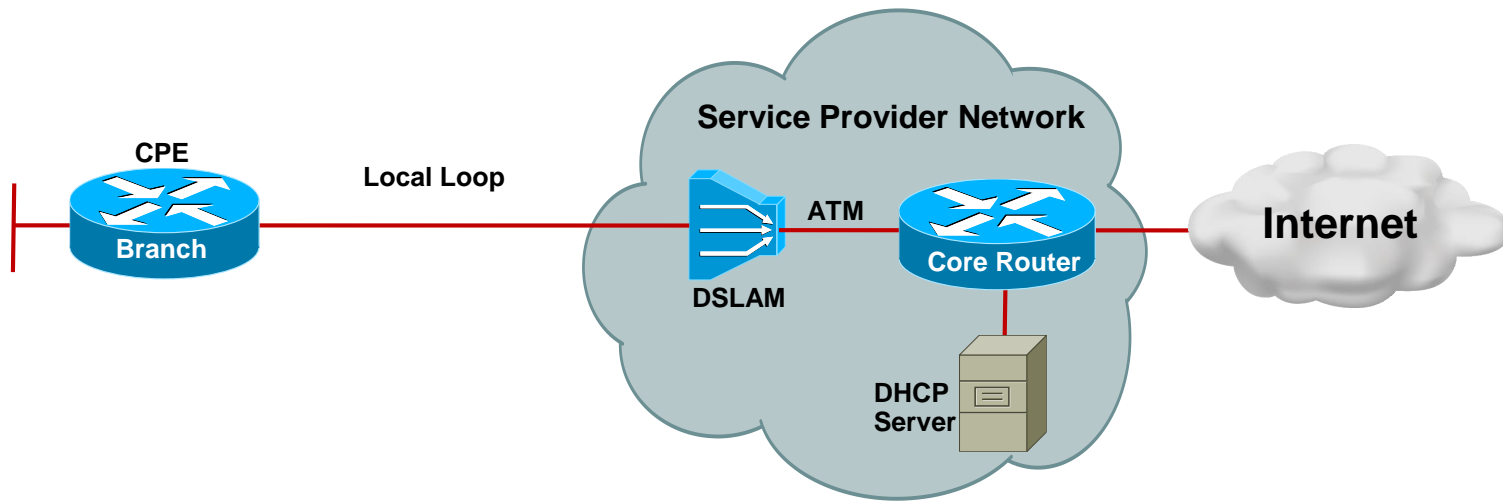 Service Provider Network
CPE
Local Loop
ATM
Internet
Branch
Core Router
DSLAM
DHCP
Server